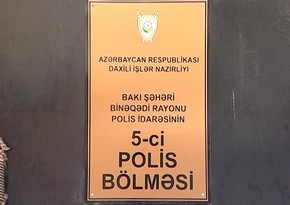 AZƏRBAYCAN RESPUBLİKASI
DAXİLİ İŞLƏR NAZİRLİYİ
BAKI ŞƏHƏRİ
BİNƏQƏDİ RAYONU
POLİS İDARƏSİNİN
5-ci
POLİS
BÖLMƏSİ